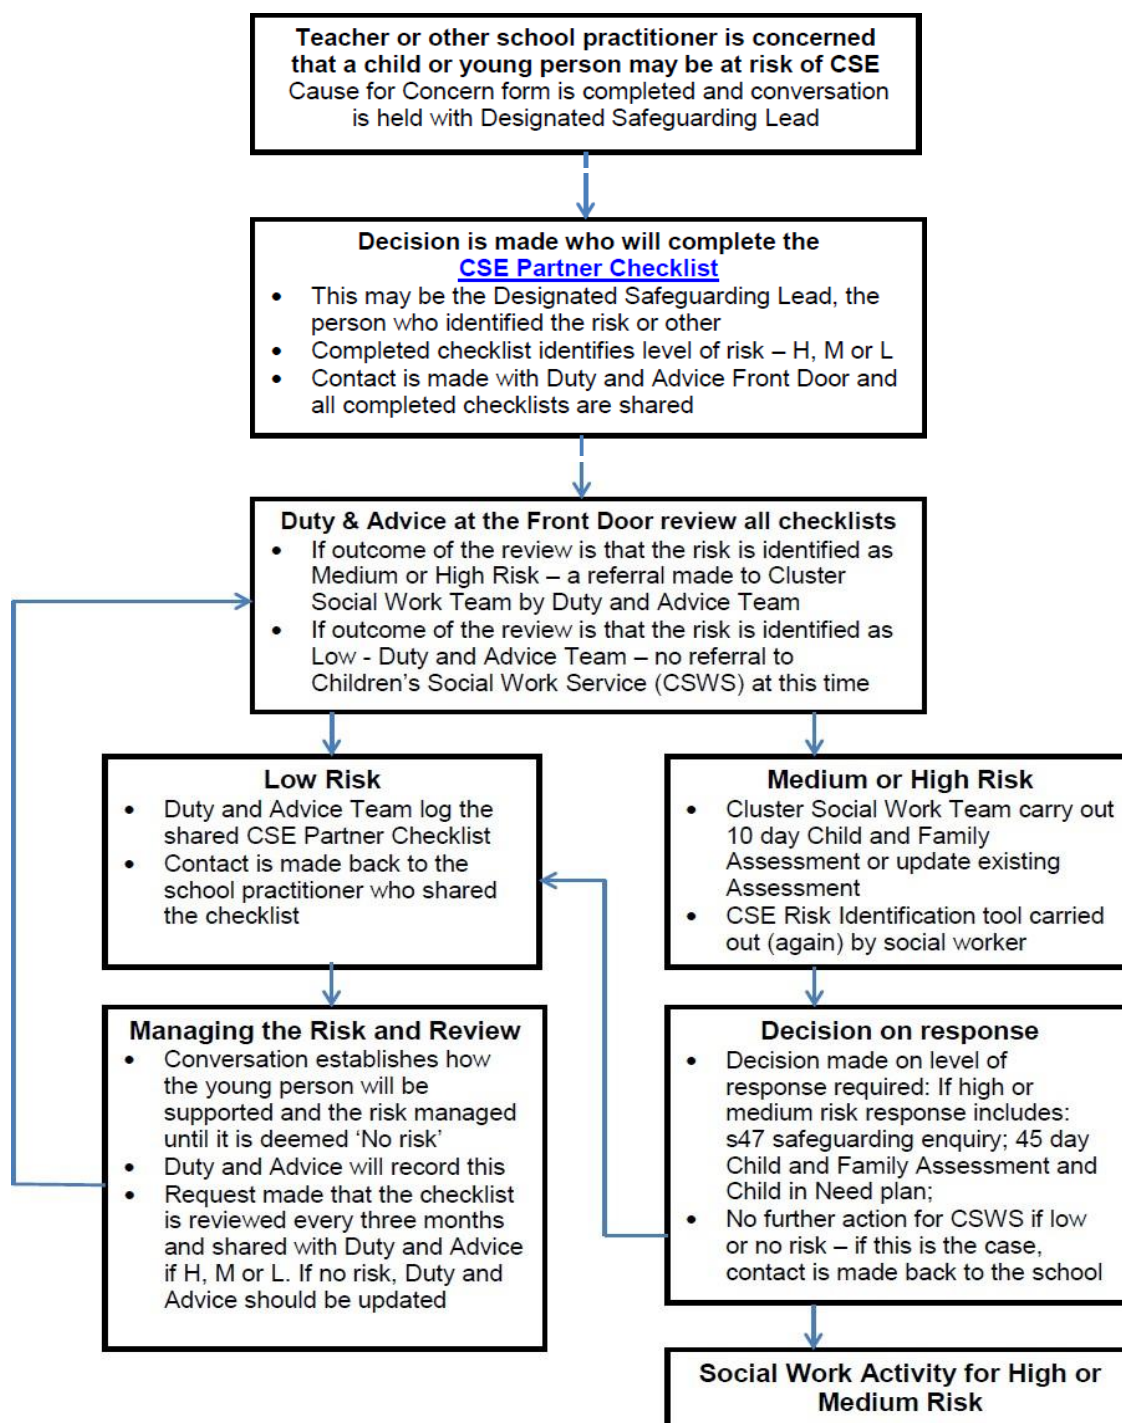 Teacher or other school practitioner is concerned
that a child or young person may be at risk of CSE
Cause for Concern form is completed and conversation
is held with Designated Safeguarding Lead
Decision is made who will complete the
CSE Partner Checklist
• This may be the Designated Safeguarding Lead, the
person who identified the risk or other
• Completed checklist identifies level of risk – H, M or L
• Contact is made with Duty and Advice Front Door and
all completed checklists are shared
Duty & Advice at the Front Door review all checklists
• If outcome of the review is that the risk is identified as
Medium or High Risk – a referral made to Cluster
Social Work Team by Duty and Advice Team
• If outcome of the review is that the risk is identified as
Low - Duty and Advice Team – no referral to
Children's Social Work Service (CSWS) at this time
Low Risk
• Duty and Advice Team log the
shared CSE Partner Checklist
• Contact is made back to the
school practitioner who shared
the checklist
Medium or High Risk
• Cluster Social Work Team carry out
10 day Child and Family
Assessment or update existing
Assessment
• CSE Risk Identification tool carried
out (again) by social worker
Managing the Risk and Review
• Conversation establishes how
the young person will be
supported and the risk managed
until it is deemed 'No risk'
• Duty and Advice will record this
• Request made that the checklist
is reviewed every three months
and shared with Duty and Advice
if H, M or L. If no risk, Duty and
Advice should be updated
Decision on response
• Decision made on level of
response required: If high or
medium risk response includes:
s47 safeguarding enquiry; 45 day
Child and Family Assessment and
Child in Need plan;
• No further action for CSWS if low
or no risk – if this is the case,
contact is made back to the school
Social Work Activity for High or
Medium Risk